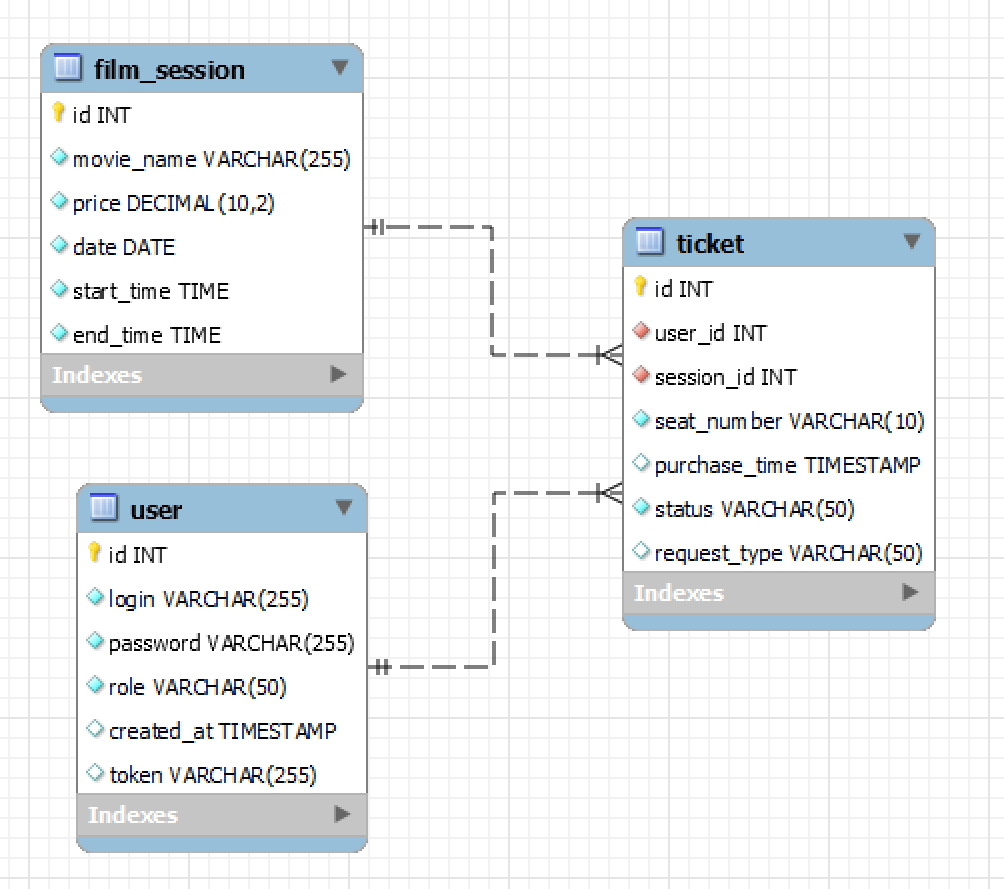 film_session
id INT
movie_name VARCHAR(255)
price DECIMAL(10,2)
date DATE
start_time TIME
end_time TIME
Indexes
ticket
id INT
user_id INT
session_id INT
seat_number VARCHAR(10)
purchase_time TIMESTAMP
status VARCHAR(50)
request_type VARCHAR(50)
Indexes
user
id INT
login VARCHAR(255)
password VARCHAR(255)
role VARCHAR(50)
created_at TIMESTAMP
token VARCHAR(255)
Indexes